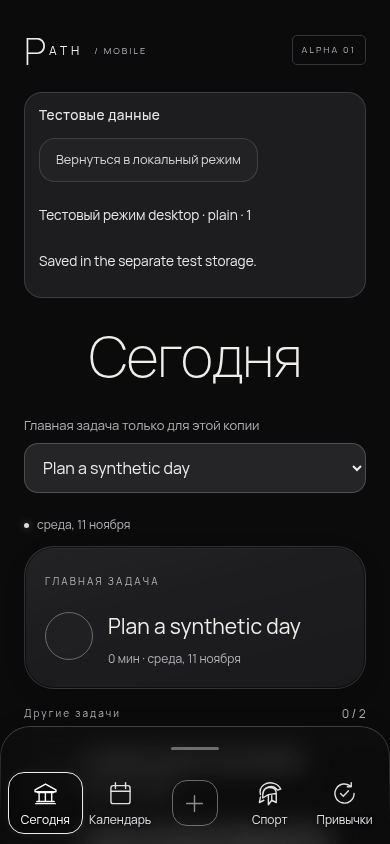 PATH / MOBILE ALPHA 01
Тестовые данные
Вернуться в локальный режим
Тестовый режим desktop · plain · 1
Saved in the separate test storage.
Сегодня
Главная задача только для этой копии
Plan a synthetic day
среда, 11 ноября
ГЛАВНАЯ ЗАДАЧА
Plan a synthetic day
0 мин · среда, 11 ноября
Другие задачи 0 / 2
Сегодня Календарь Спорт Привычки